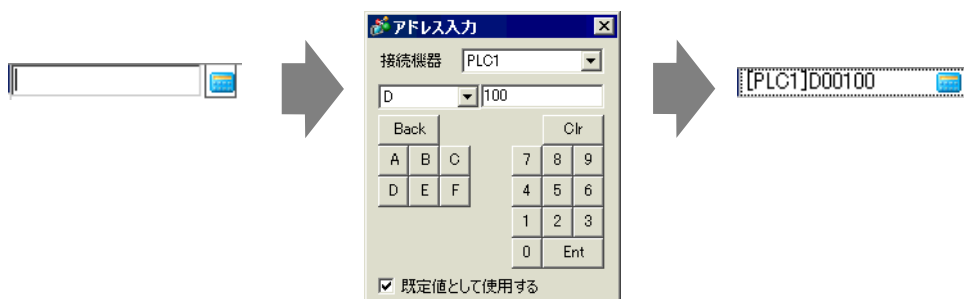 アドレス入力
接続機器 PLC1
D 100
Back Clr
A B C 7 8 9
D E F 4 5 6
1 2 3
0 Ent
既定値として使用する
[PLC1]D00100